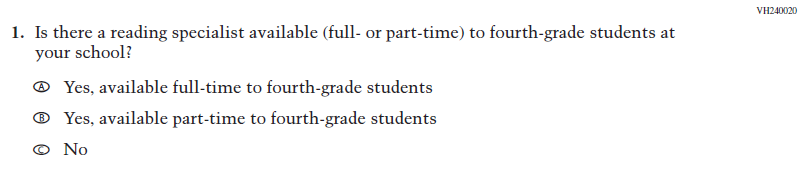 VH240020
1. Is there a reading specialist available (full- or part-time) to fourth-grade students at
your school?
Ⓐ Yes, available full-time to fourth-grade students
Ⓑ Yes, available part-time to fourth-grade students
Ⓒ No